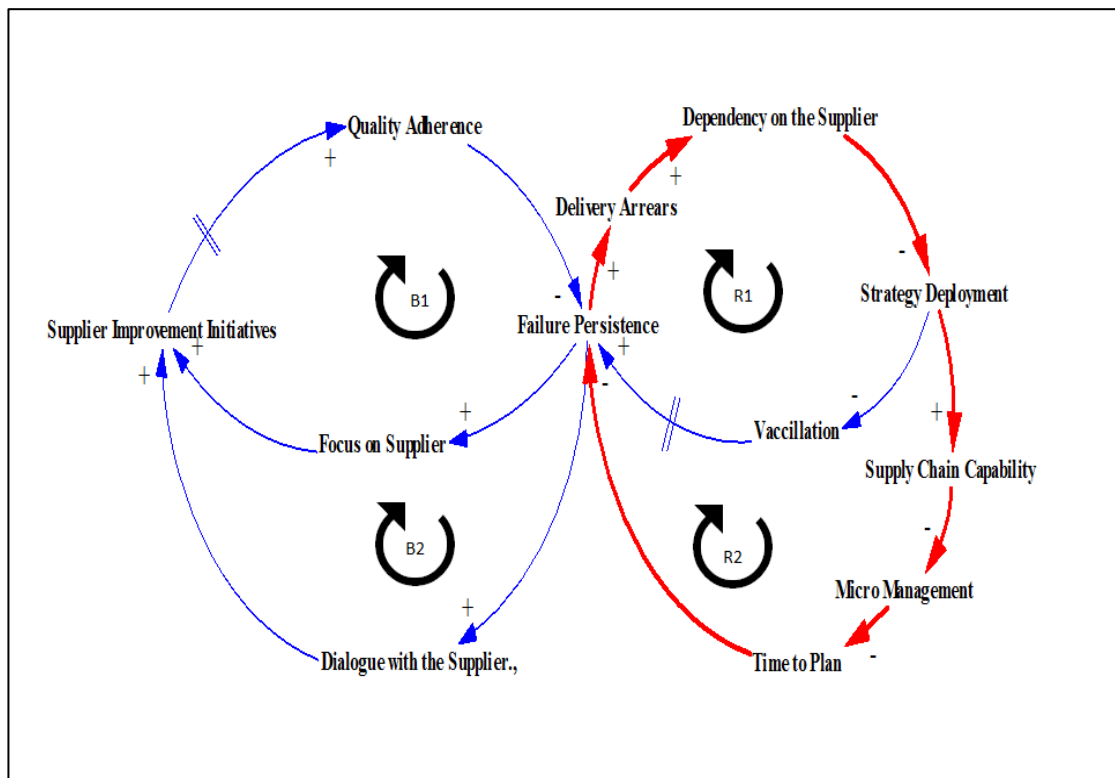 Dependency on the Supplier
Quality Adherence
+
+
Delivery Arrears
-
+
B1
R1
-
Strategy Deployment
Supplier Improvement Initiatives
Failure Persistence
+
+
+
-
-
+
+
Focus on Supplier
Vaccillation
Supply Chain Capability
-
B2
R2
Micro Management
+
Dialogue with the Supplier.,
Time to Plan
-